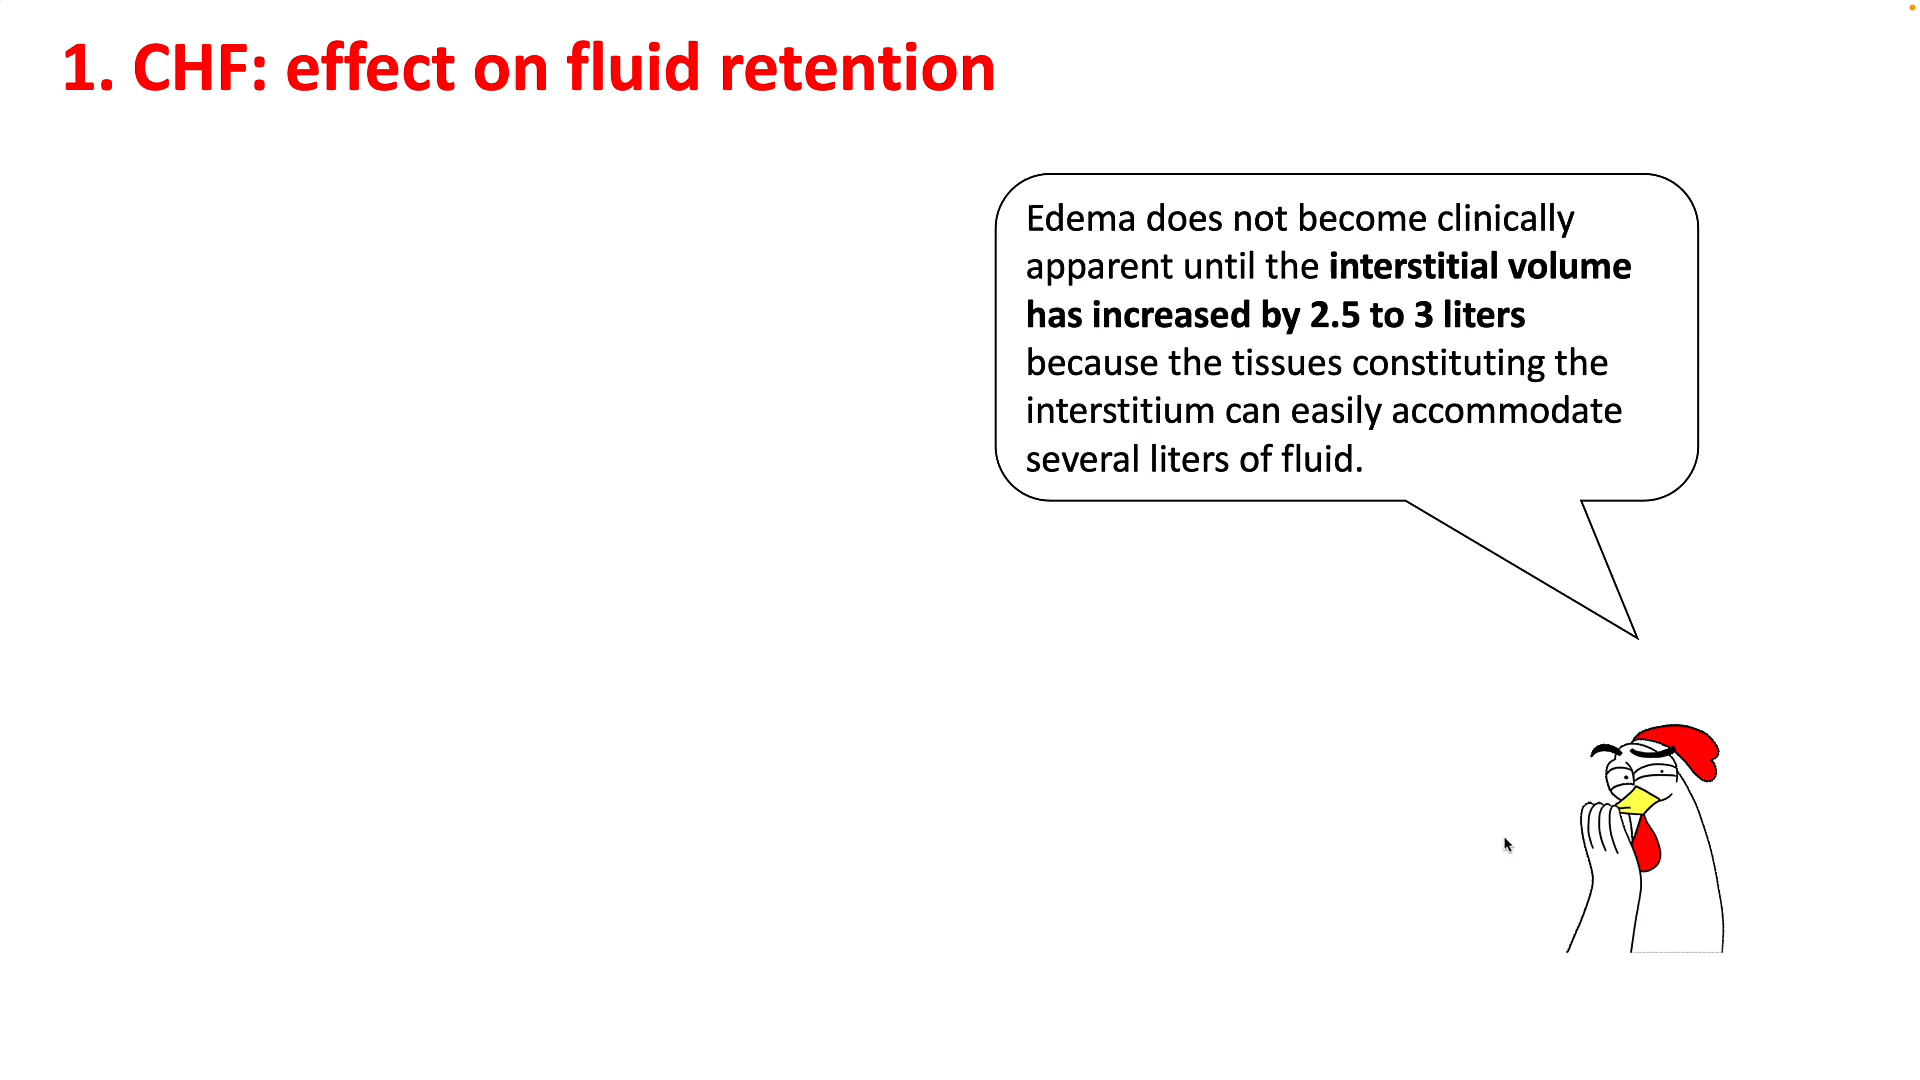 1. CHF: effect on fluid retention
Edema does not become clinically
apparent until the interstitial volume
has increased by 2.5 to 3 liters
because the tissues constituting the
interstitium can easily accommodate
several liters of fluid.